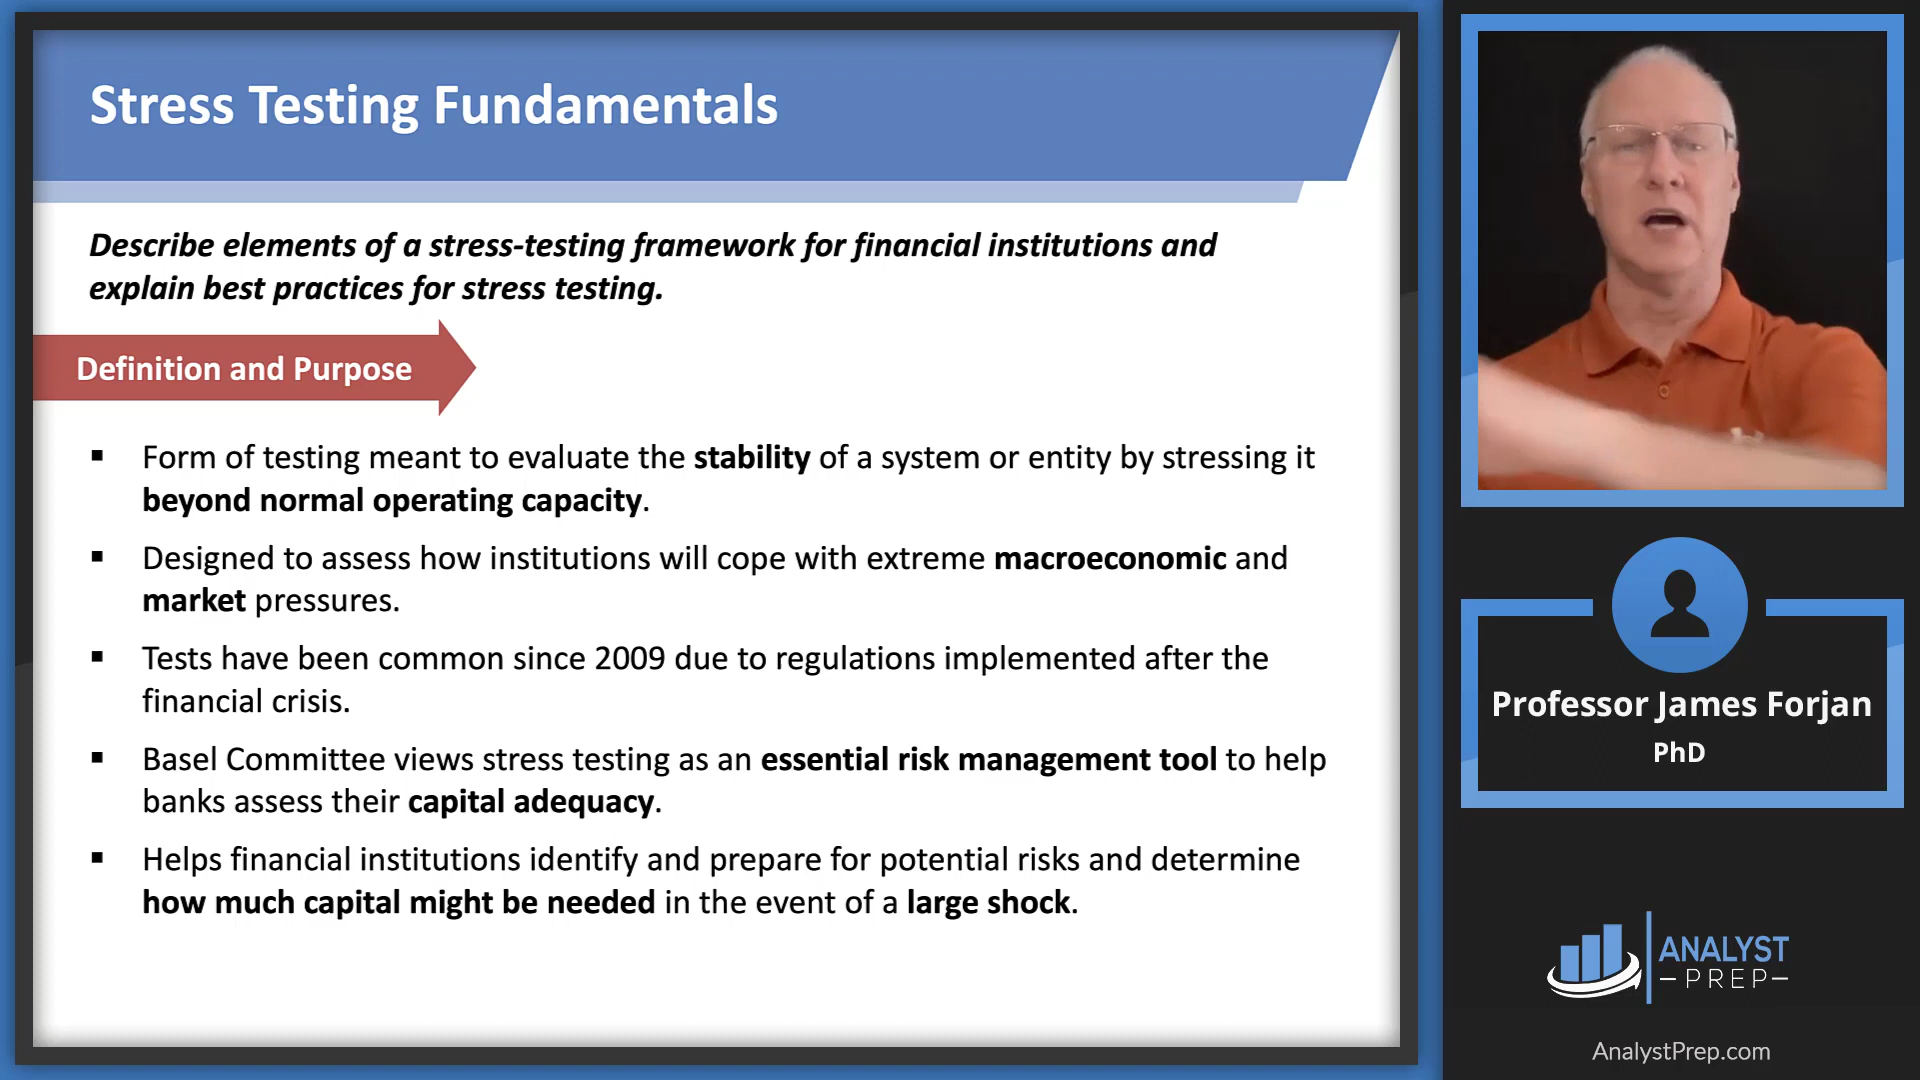 Stress Testing Fundamentals
Describe elements of a stress-testing framework for financial institutions and
explain best practices for stress testing.
Definition and Purpose
▪ Form of testing meant to evaluate the stability of a system or entity by stressing it
beyond normal operating capacity.
▪ Designed to assess how institutions will cope with extreme macroeconomic and
market pressures.
▪ Tests have been common since 2009 due to regulations implemented after the
financial crisis.
▪ Basel Committee views stress testing as an essential risk management tool to help
banks assess their capital adequacy.
▪ Helps financial institutions identify and prepare for potential risks and determine
how much capital might be needed in the event of a large shock.
Professor James Forjan
PhD
ANALYST
PREP
AnalystPrep.com